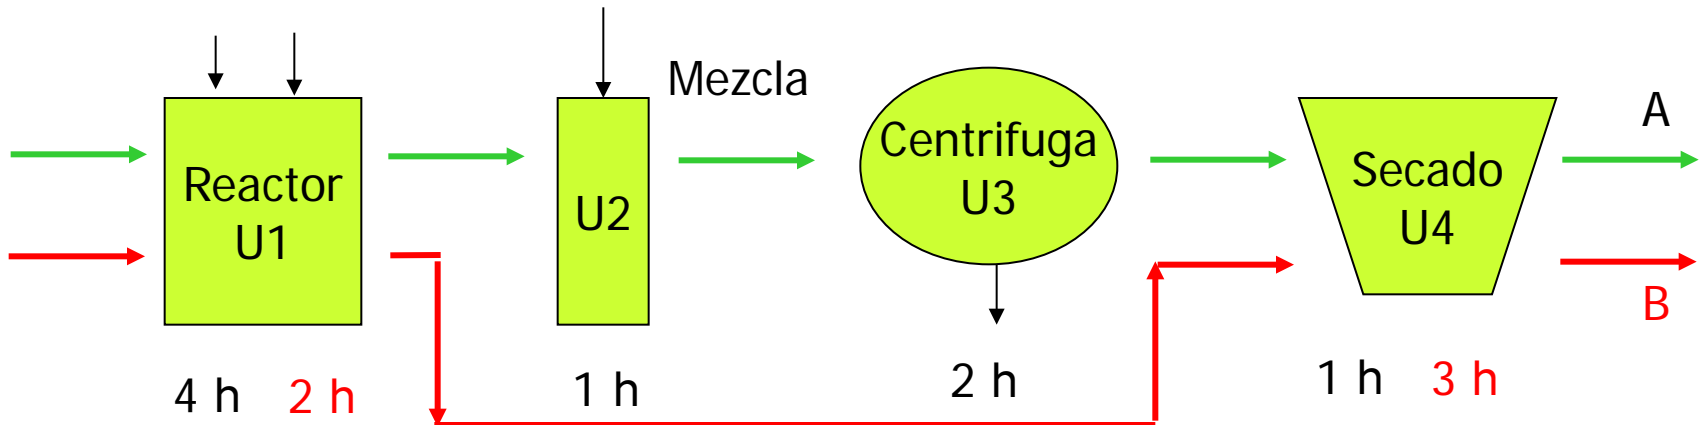 Mezcla
A
Reactor
U1
U2
Centrifuga
U3
Secado
U4
B
4 h
2 h
1 h
2 h
1 h
3 h